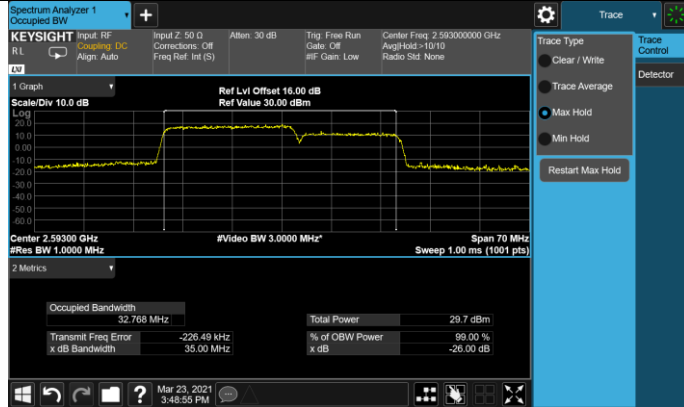 Spectrum Analyzer 1
Occupied BW
+
Trace
KEYSIGHT
RL
LXI
Input: RF
Coupling: DC
Align: Auto
Input Z: 50 Ω
Corrections: Off
Freq Ref: Int (S)
Atten: 30 dB
Trig: Free Run
Gate: Off
#IF Gain: Low
Center Freq: 2.593000000 GHz
Avg|Hold:>10/10
Radio Std: None
Trace Type
Clear / Write
Trace Average
Max Hold
Min Hold
Restart Max Hold
Trace
Control
Detector
1 Graph
Scale/Div 10.0 dB
Ref Lvl Offset 16.00 dB
Ref Value 30.00 dBm
Log
20.0
10.0
0.00
-10.0
-20.0
-30.0
-40.0
-50.0
-60.0
Center 2.59300 GHz
#Res BW 1.0000 MHz
#Video BW 3.0000 MHz*
Span 70 MHz
Sweep 1.00 ms (1001 pts)
2 Metrics
Occupied Bandwidth
32.768 MHz
Total Power 29.7 dBm
Transmit Freq Error -226.49 kHz
% of OBW Power 99.00 %
x dB Bandwidth 35.00 MHz
x dB -26.00 dB
?
Mar 23, 2021
3:48:55 PM